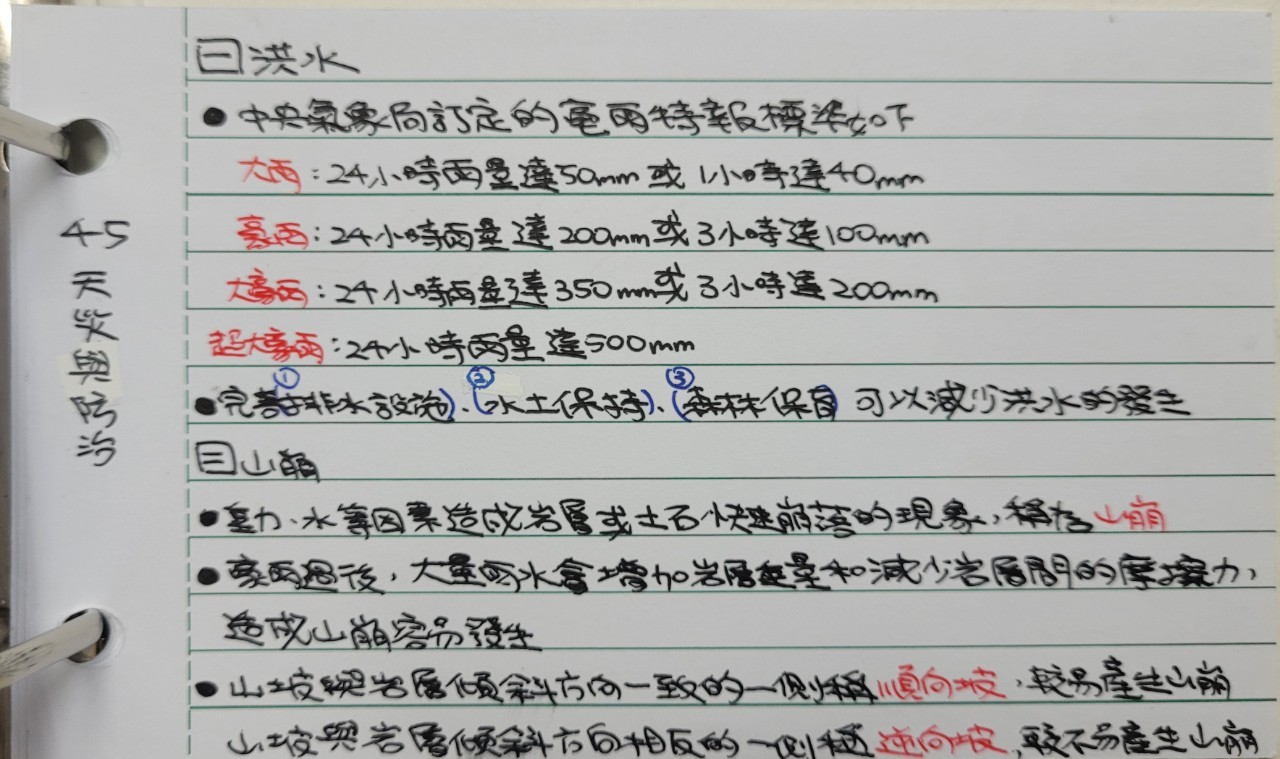 45 天災與防治
二 洪水
● 中央氣象局訂定的豪雨特報標準如下
大雨：24小時雨量達50mm或1小時達40mm
豪雨：24小時雨量達200mm或3小時達100mm
大豪雨：24小時雨量達350mm或3小時達200mm
超大豪雨：24小時雨量達500mm
① ② ③
● 完善排水設施)、(水土保持)、(森林保育) 可以減少洪水的發生
三 山崩
● 重力、水等因素造成岩層或土石快速崩落的現象，稱為山崩
● 豪雨過後，大量雨水會增加岩層重量和減少岩層間的摩擦力，
造成山崩容易發生
● 山坡與岩層傾斜方向一致的一側稱順向坡，較易產生山崩
山坡與岩層傾斜方向相反的一側稱逆向坡，較不易產生山崩